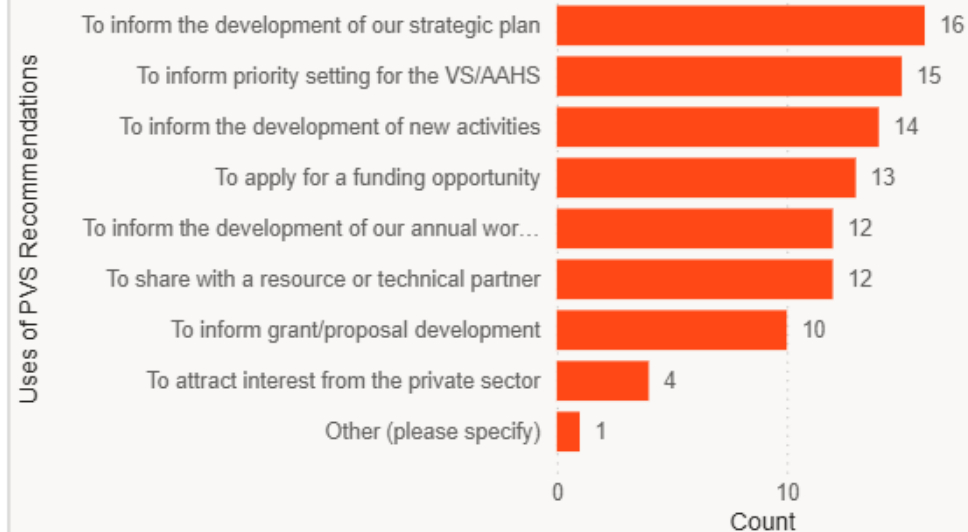 Uses of PVS Recommendations
To inform the development of our strategic plan 16
To inform priority setting for the VS/AAHS 15
To inform the development of new activities 14
To apply for a funding opportunity 13
To inform the development of our annual wor... 12
To share with a resource or technical partner 12
To inform grant/proposal development 10
To attract interest from the private sector 4
Other (please specify) 1
0 10
Count